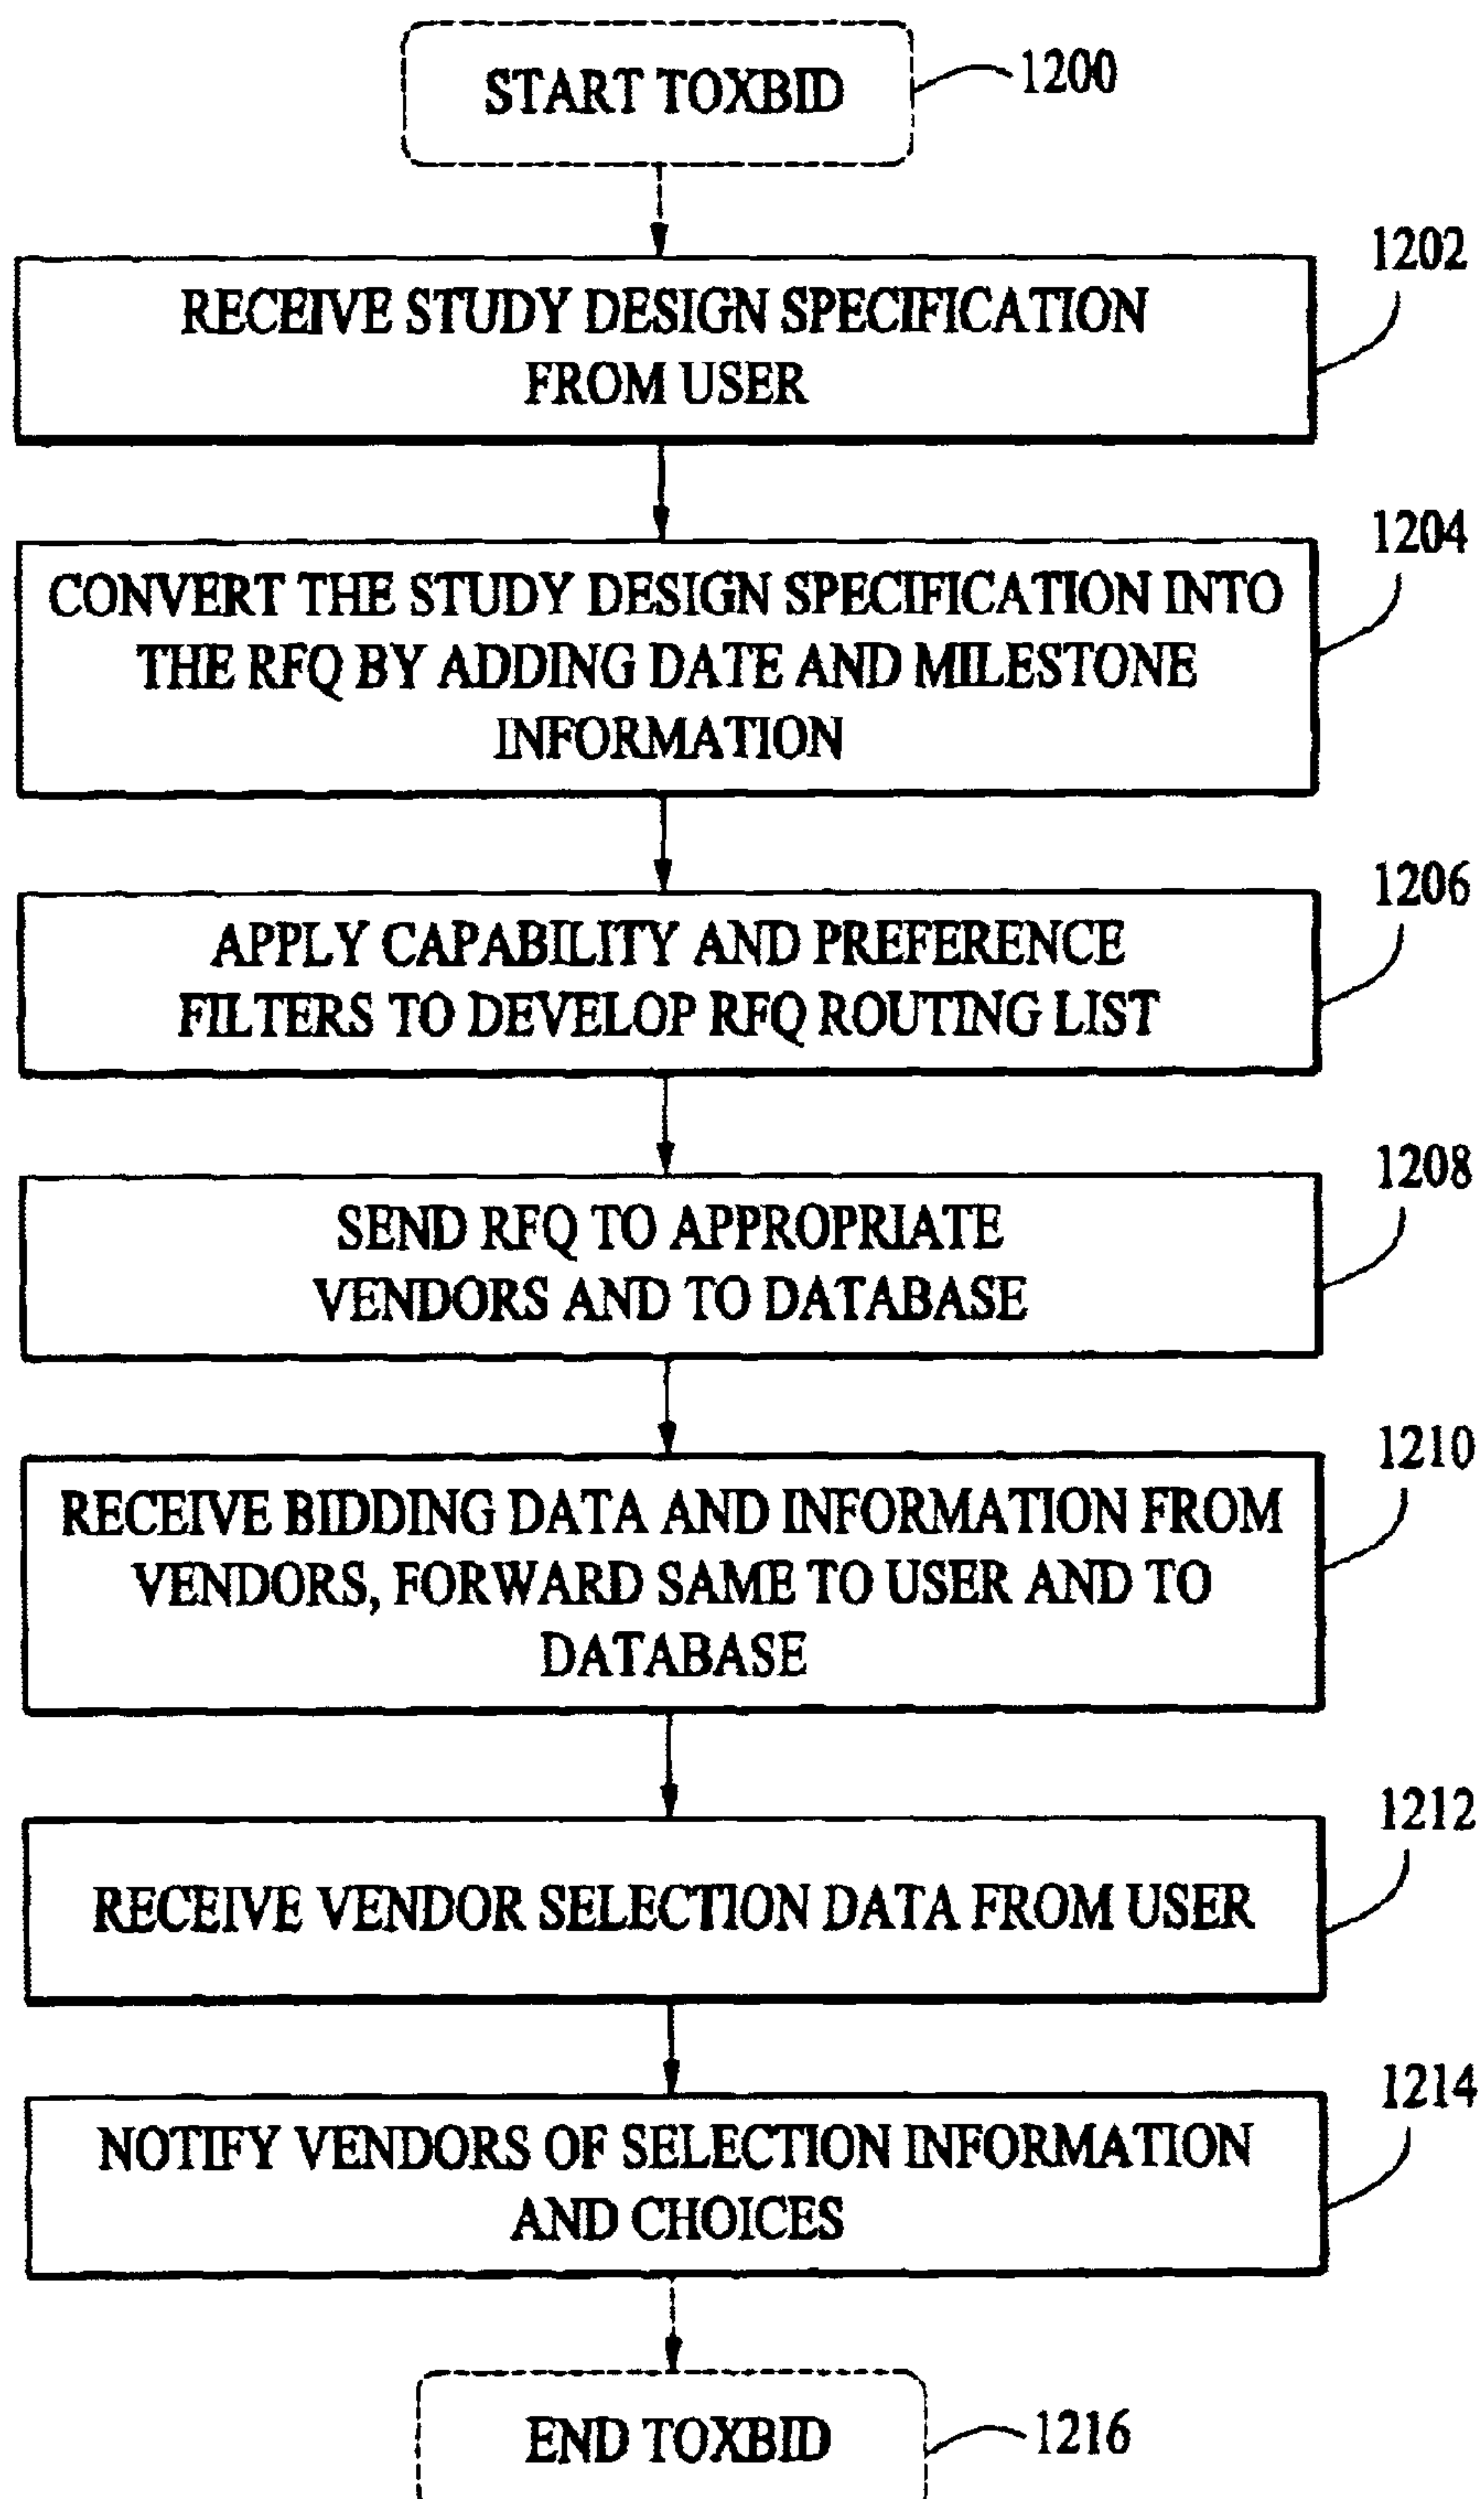 START TOXBID
1200
1202
RECEIVE STUDY DESIGN SPECIFICATION
FROM USER
1204
CONVERT THE STUDY DESIGN SPECIFICATION INTO
THE RFQ BY ADDING DATE AND MILESTONE
INFORMATION
1206
APPLY CAPABILITY AND PREFERENCE
FILTERS TO DEVELOP RFQ ROUTING LIST
1208
SEND RFQ TO APPROPRIATE
VENDORS AND TO DATABASE
1210
RECEIVE BIDDING DATA AND INFORMATION FROM
VENDORS, FORWARD SAME TO USER AND TO
DATABASE
1212
RECEIVE VENDOR SELECTION DATA FROM USER
1214
NOTIFY VENDORS OF SELECTION INFORMATION
AND CHOICES
END TOXBID
1216